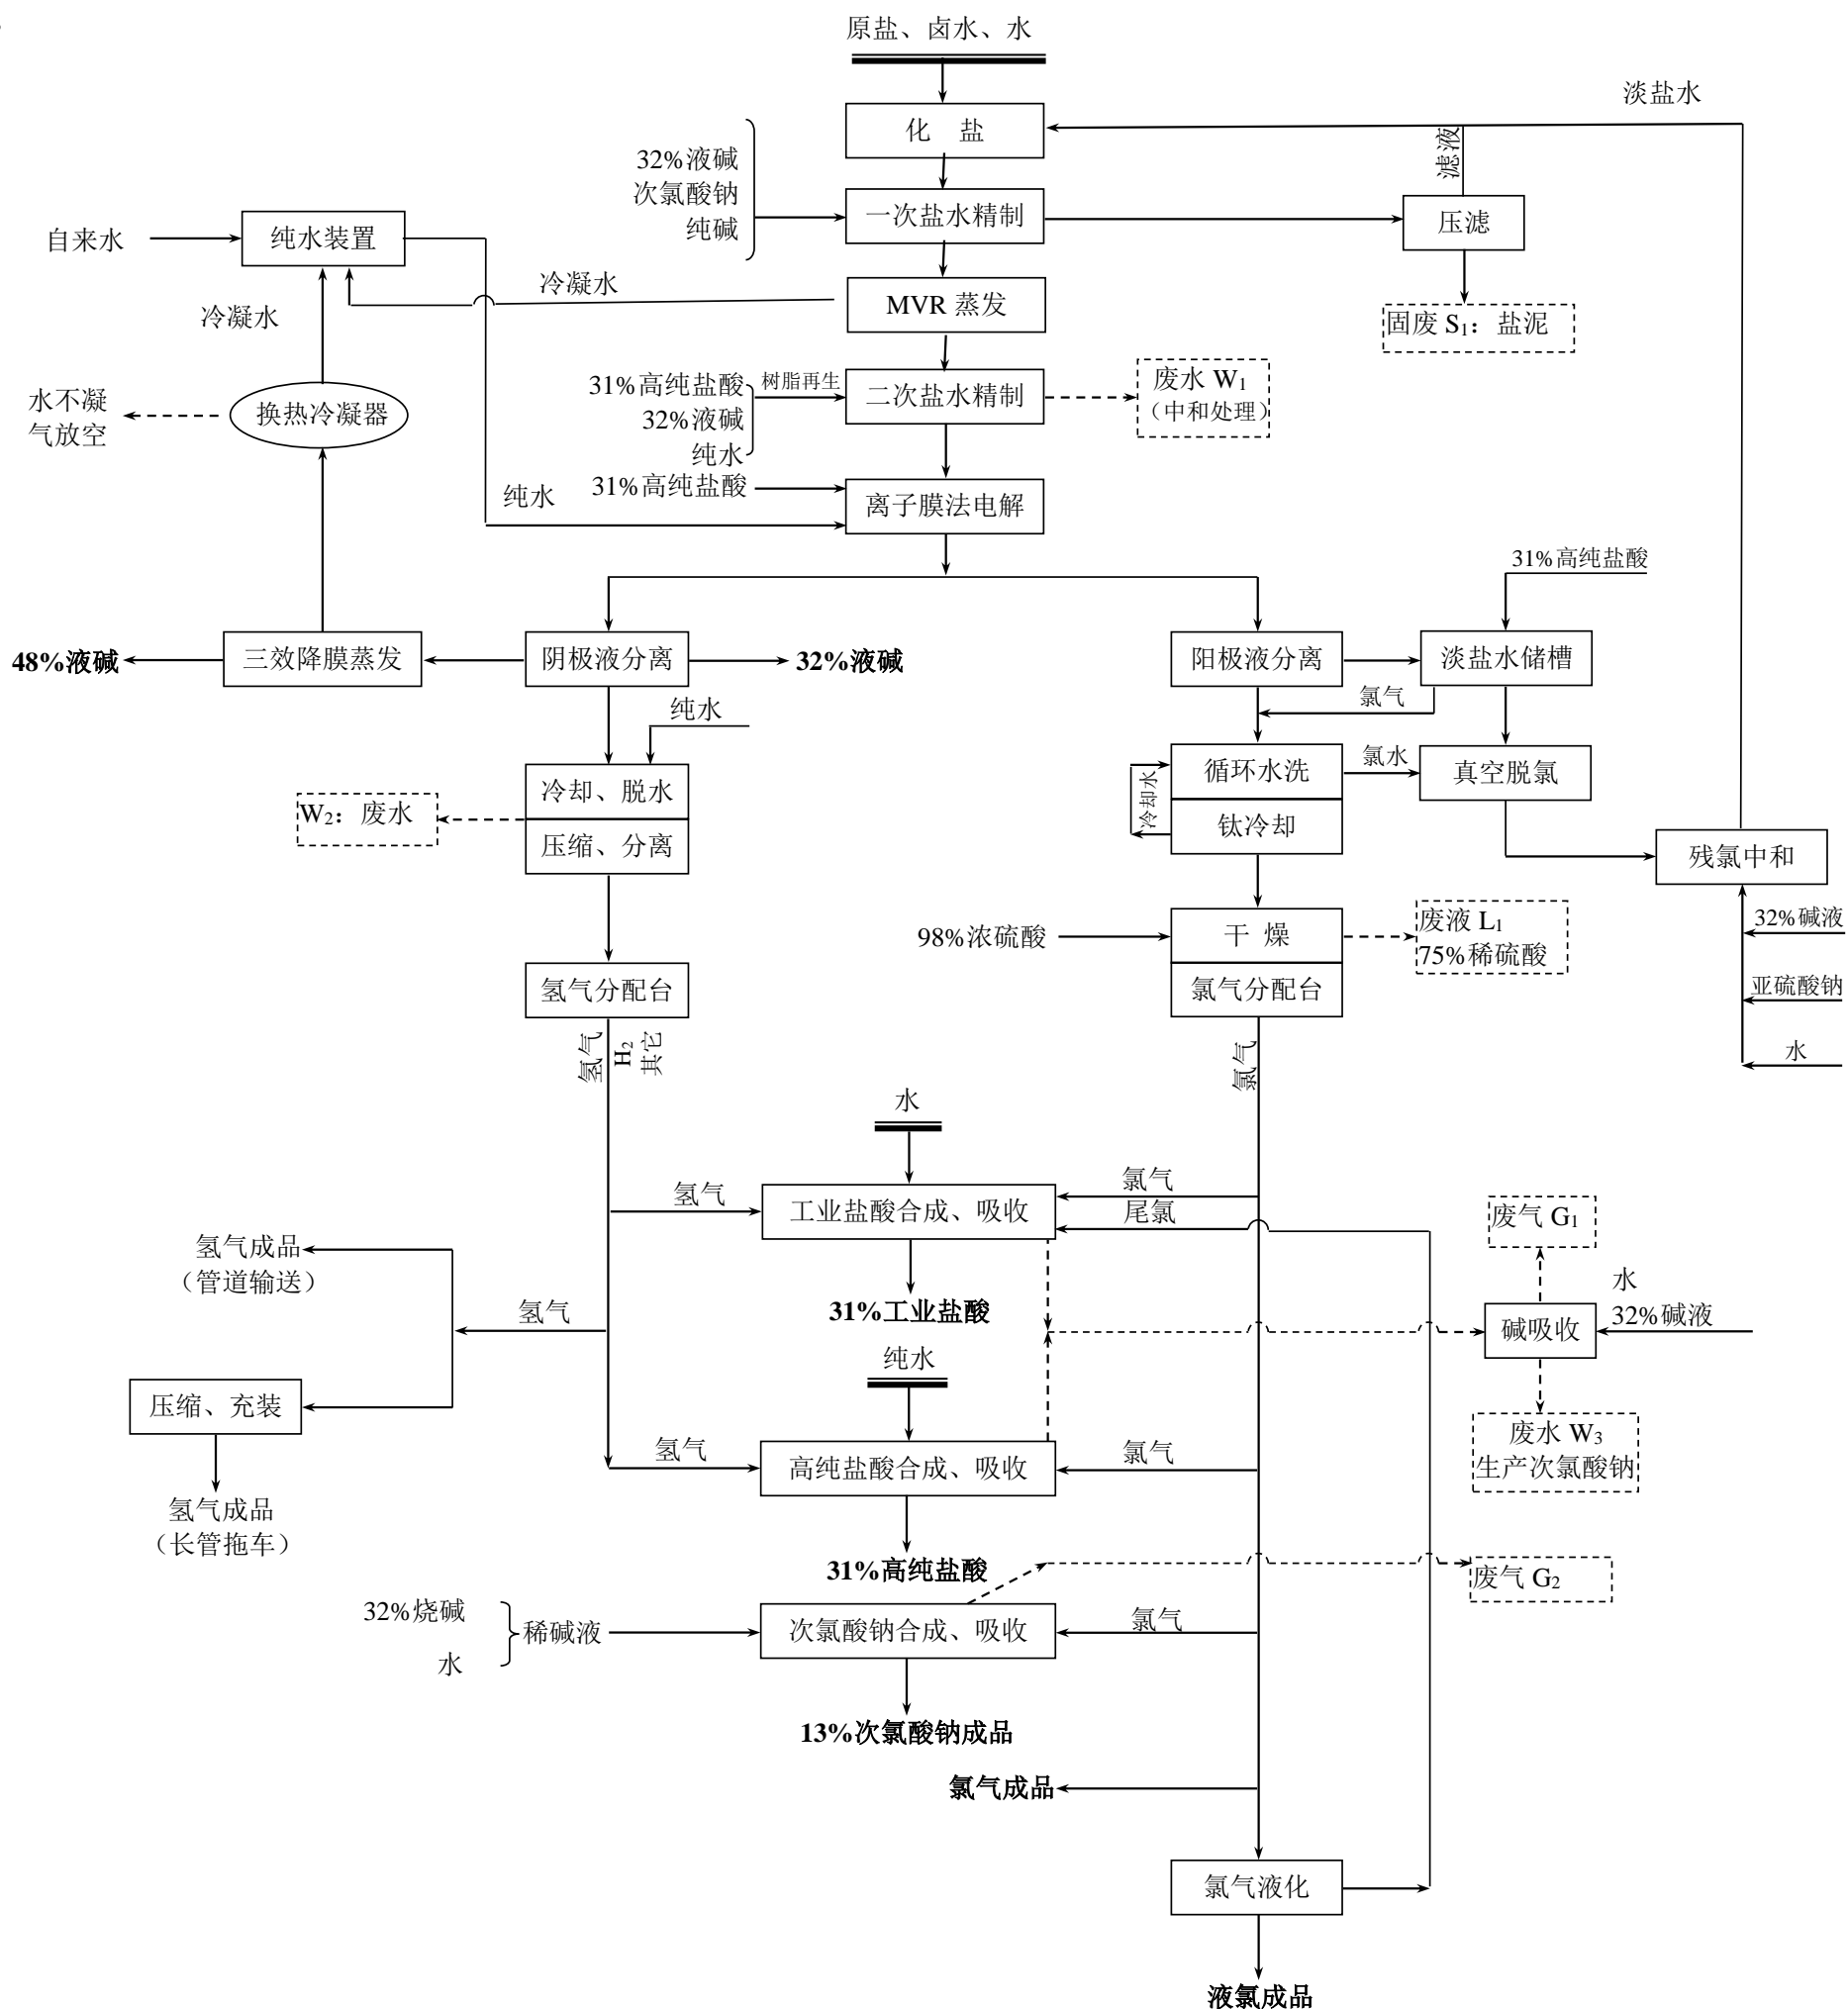 原盐、卤水、水
淡盐水
化 盐
滤液
32%液碱
次氯酸钠
纯碱
一次盐水精制
压滤
自来水
纯水装置
冷凝水
冷凝水
MVR 蒸发
固废 S₁：盐泥
水不凝
气放空
换热冷凝器
31%高纯盐酸
32%液碱
纯水
树脂再生
二次盐水精制
废水 W₁
（中和处理）
纯水
31%高纯盐酸
离子膜法电解
31%高纯盐酸
48%液碱
三效降膜蒸发
阴极液分离
32%液碱
阳极液分离
淡盐水储槽
纯水
氯气
冷却、脱水
压缩、分离
W₂：废水
冷却水
循环水洗
钛冷却
氯水
真空脱氯
残氯中和
98%浓硫酸
干 燥
废液 L₁
75%稀硫酸
32%碱液
亚硫酸钠
水
氢气分配台
氯气分配台
氢气
H₂
其它
氯气
水
氢气
工业盐酸合成、吸收
氯气
尾氯
废气 G₁
氢气成品
（管道输送）
氢气
31%工业盐酸
碱吸收
水
32%碱液
纯水
压缩、充装
氢气
高纯盐酸合成、吸收
氯气
废水 W₃
生产次氯酸钠
氢气成品
（长管拖车）
31%高纯盐酸
废气 G₂
32%烧碱
水
稀碱液
次氯酸钠合成、吸收
氯气
13%次氯酸钠成品
氯气成品
氯气液化
液氯成品